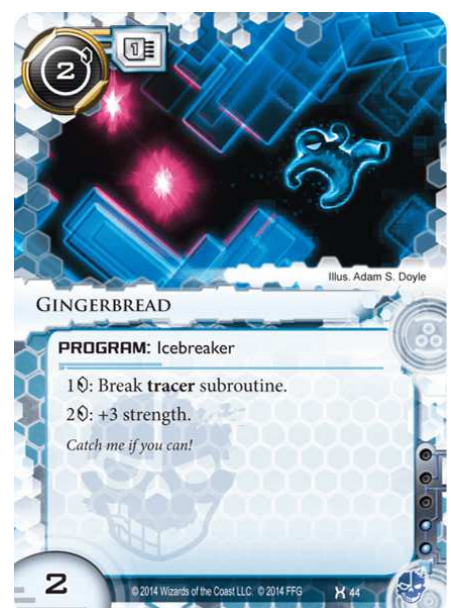 2
1
Illus. Adam S. Doyle
GINGERBREAD
PROGRAM: Icebreaker
1: Break tracer subroutine.
2: +3 strength.
Catch me if you can!
2
© 2014 Wizards of the Coast LLC. © 2014 FFG
44